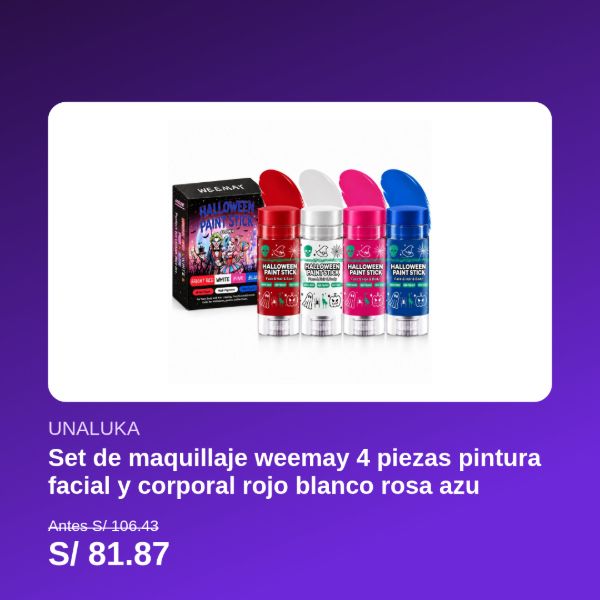 WEEMAY
HALLOWEEN
PAINT STICK
WHITE
HALLOWEEN
PAINT STICK
HALLOWEEN
PAINT STICK
HALLOWEEN
PAINT STICK
HALLOWEEN
PAINT STICK
UNALUKA
Set de maquillaje weemay 4 piezas pintura
facial y corporal rojo blanco rosa azu
Antes S/ 106.43
S/ 81.87